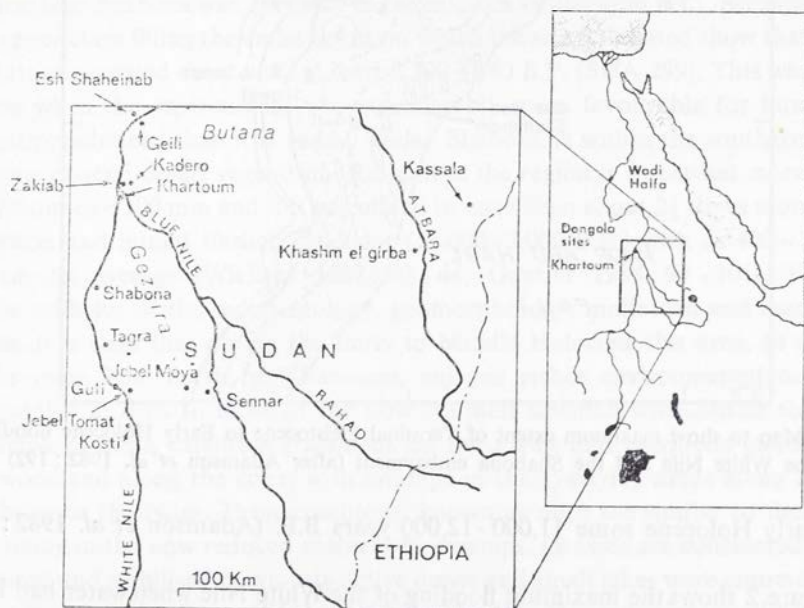 Esh Shaheinab
Butana
Geili
Kadero
Zakiab
Khartoum
Kassala
BLUE NILE
ATBARA
Gezira
Khashm el girba
Shabona
Tagra
SUDAN
Jebel Moya
Guli
Sennar
Jebel Tomat
Kosti
RAHAD
WHITE NILE
ETHIOPIA
100 Km
Wadi
Halfa
Dongola
sites
Khartoum